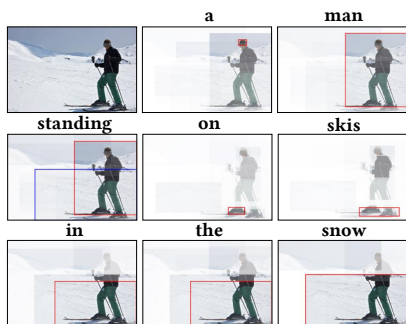 a man
standing on skis
in the snow